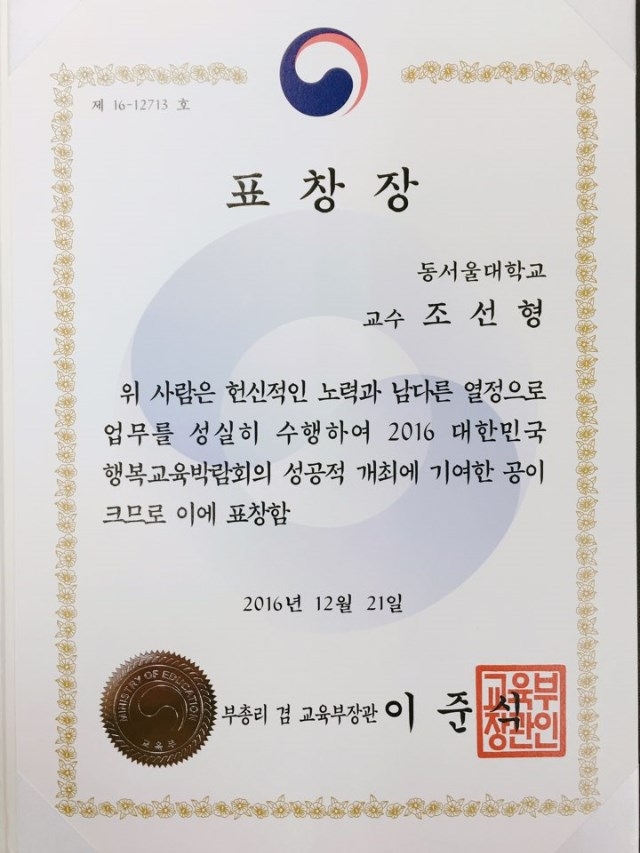 제 16-12713 호
표 창 장
동서울대학교
교수 조 선 형
위 사람은 헌신적인 노력과 남다른 열정으로
업무를 성실히 수행하여 2016 대한민국
행복교육박람회의 성공적 개최에 기여한 공이
크므로 이에 표창함
2016년 12월 21일
MINISTRY OF EDUCATION
교육부
부총리 겸 교육부장관 이 준 식
교육부
장관인